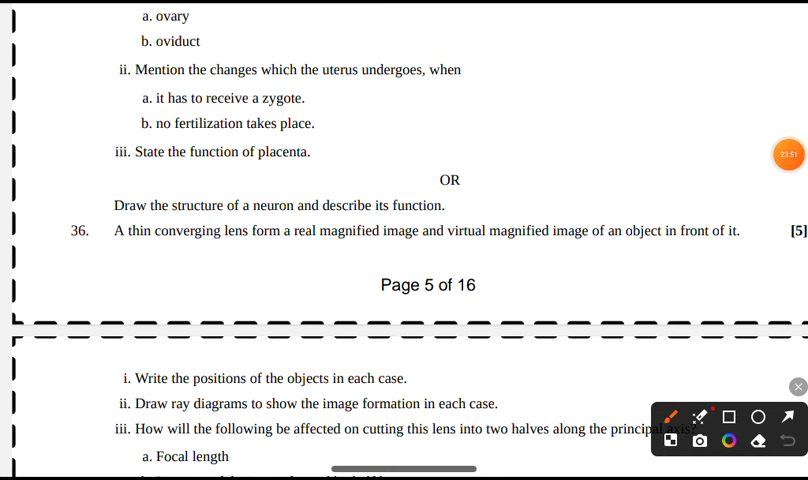 a. ovary
b. oviduct
ii. Mention the changes which the uterus undergoes, when
a. it has to receive a zygote.
b. no fertilization takes place.
iii. State the function of placenta.
23:51
OR
Draw the structure of a neuron and describe its function.
36. A thin converging lens form a real magnified image and virtual magnified image of an object in front of it. [5]
Page 5 of 16
i. Write the positions of the objects in each case.
ii. Draw ray diagrams to show the image formation in each case.
iii. How will the following be affected on cutting this lens into two halves along the principal axis?
a. Focal length